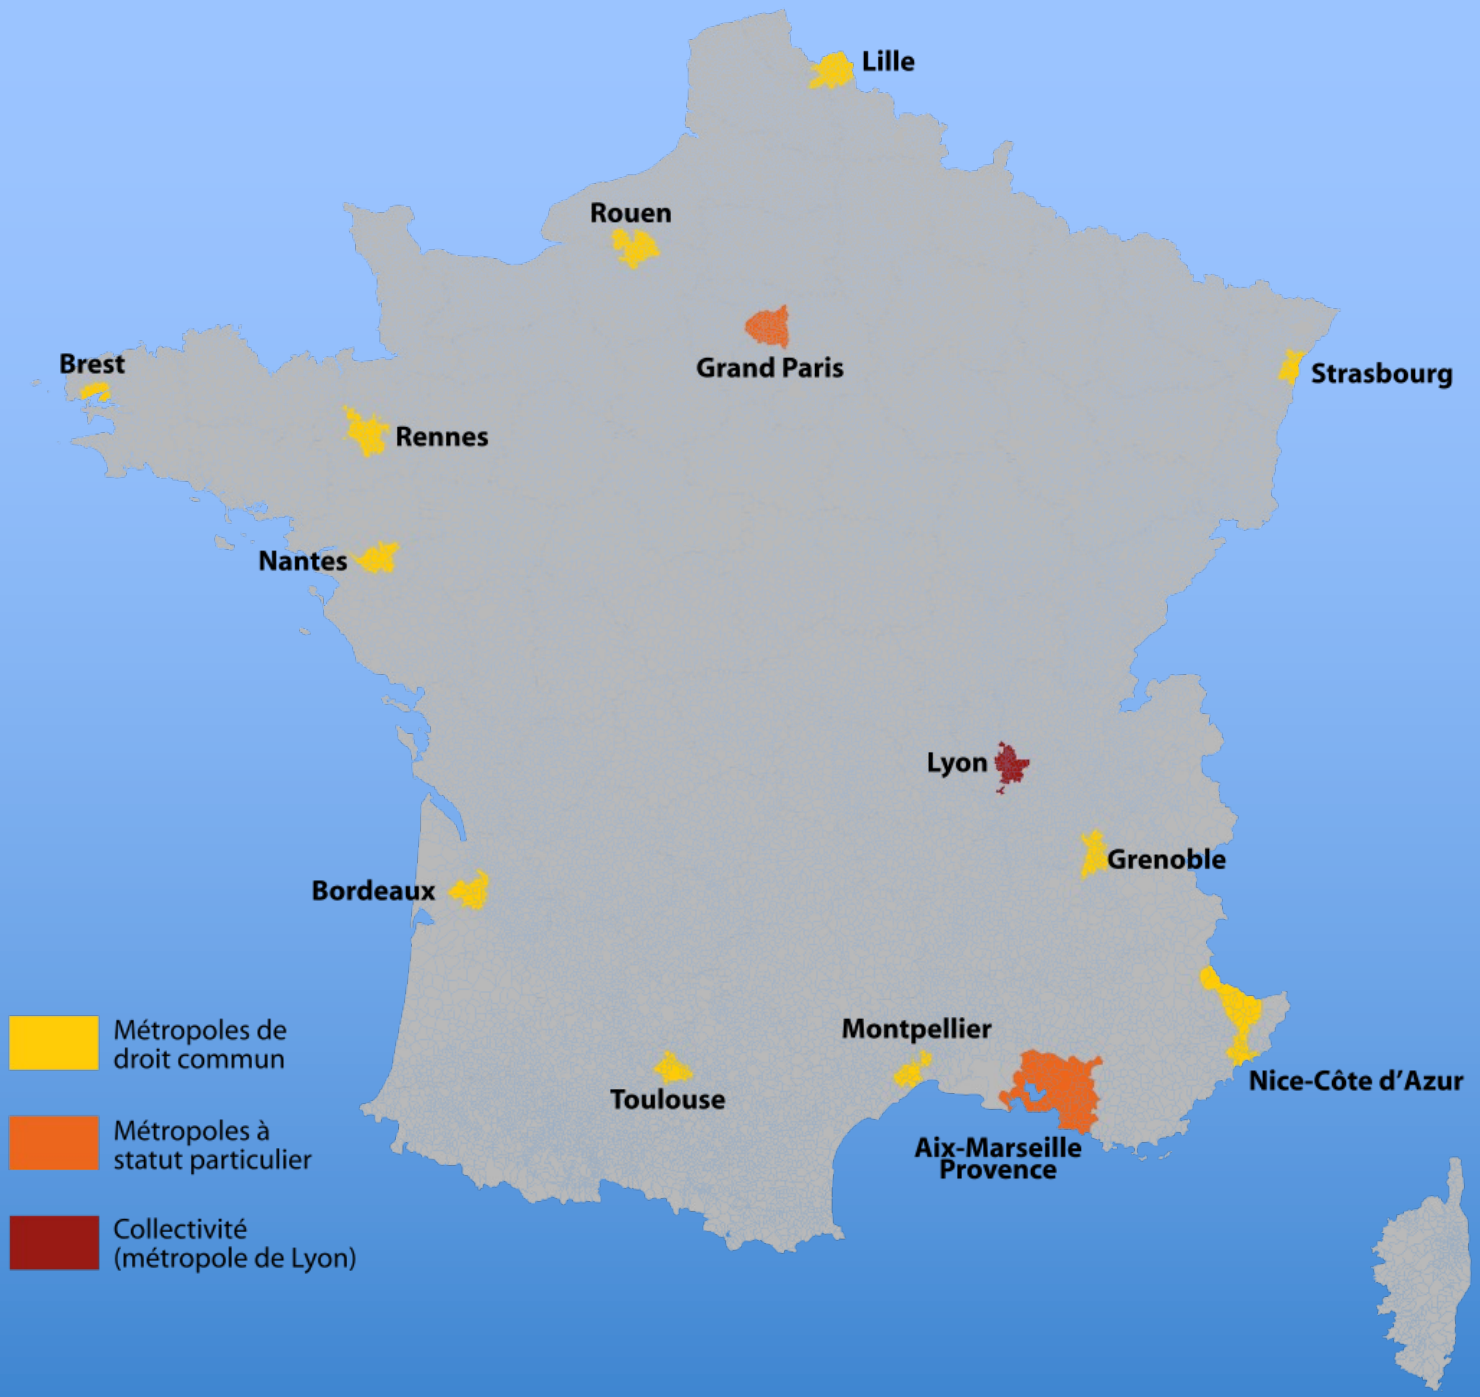 Lille
Rouen
Grand Paris
Brest
Strasbourg
Rennes
Nantes
Lyon
Grenoble
Bordeaux
Montpellier
Toulouse
Nice-Côte d'Azur
Aix-Marseille
Provence
Métropoles de
droit commun
Métropoles à
statut particulier
Collectivité
(métropole de Lyon)